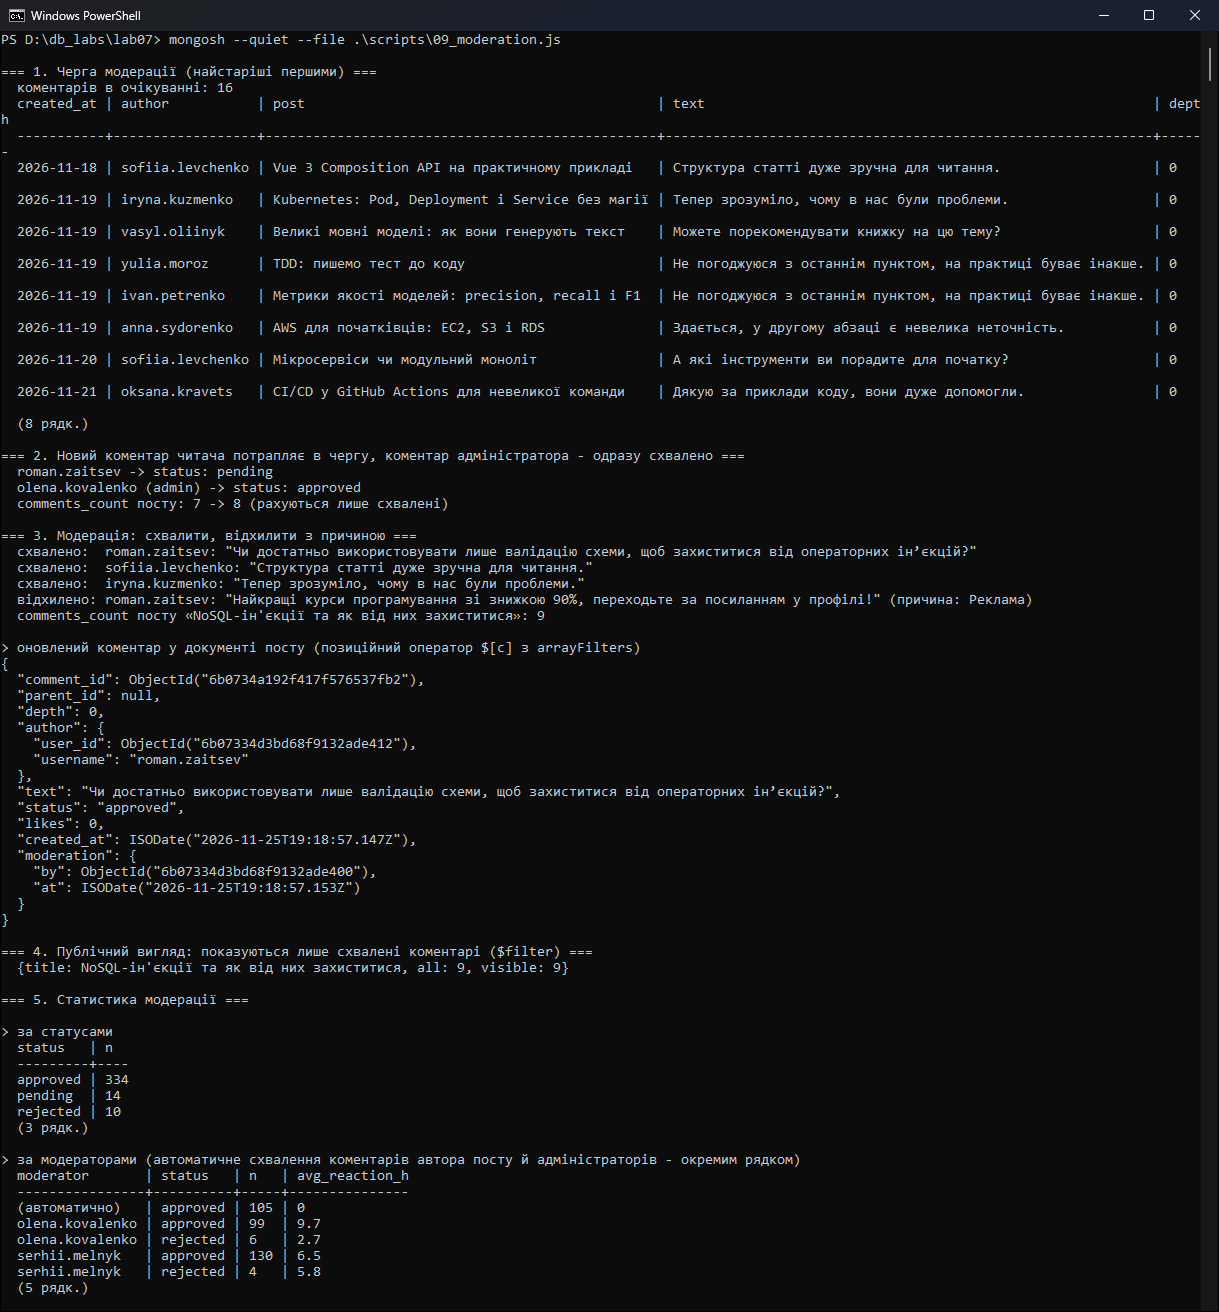 Windows PowerShell
PS D:\db_labs\lab07> mongosh --quiet --file .\scripts\09_moderation.js
=== 1. Черга модерації (найстаріші першими) ===
  коментарів в очікуванні: 16
  created_at | author            | post                                           | text                                                        | dept
h
  -----------+------------------+-------------------------------------------------+-------------------------------------------------------------+-----
-
  2026-11-18 | sofiia.levchenko | Vue 3 Composition API на практичному прикладі   | Структура статті дуже зручна для читання.                   | 0
  2026-11-19 | iryna.kuzmenko   | Kubernetes: Pod, Deployment і Service без магії | Тепер зрозуміло, чому в нас були проблеми.                  | 0
  2026-11-19 | vasyl.oliinyk    | Великі мовні моделі: як вони генерують текст    | Можете порекомендувати книжку на цю тему?                   | 0
  2026-11-19 | yulia.moroz      | TDD: пишемо тест до коду                        | Не погоджуюся з останнім пунктом, на практиці буває інакше. | 0
  2026-11-19 | ivan.petrenko    | Метрики якості моделей: precision, recall і F1  | Не погоджуюся з останнім пунктом, на практиці буває інакше. | 0
  2026-11-19 | anna.sydorenko   | AWS для початківців: EC2, S3 і RDS              | Здається, у другому абзаці є невелика неточність.           | 0
  2026-11-20 | sofiia.levchenko | Мікросервіси чи модульний моноліт               | А які інструменти ви порадите для початку?                  | 0
  2026-11-21 | oksana.kravets   | CI/CD у GitHub Actions для невеликої команди    | Дякую за приклади коду, вони дуже допомогли.                | 0
  (8 рядк.)
=== 2. Новий коментар читача потрапляє в чергу, коментар адміністратора - одразу схвалено ===
  roman.zaitsev -> status: pending
  olena.kovalenko (admin) -> status: approved
  comments_count посту: 7 -> 8 (рахуються лише схвалені)
=== 3. Модерація: схвалити, відхилити з причиною ===
  схвалено:  roman.zaitsev: "Чи достатньо використовувати лише валідацію схеми, щоб захиститися від операторних ін’єкцій?"
  схвалено:  sofiia.levchenko: "Структура статті дуже зручна для читання."
  схвалено:  iryna.kuzmenko: "Тепер зрозуміло, чому в нас були проблеми."
  відхилено: roman.zaitsev: "Найкращі курси програмування зі знижкою 90%, переходьте за посиланням у профілі!" (причина: Реклама)
  comments_count посту «NoSQL-ін'єкції та як від них захиститися»: 9
> оновлений коментар у документі посту (позиційний оператор $[c] з arrayFilters)
{
  "comment_id": ObjectId("6b0734a192f417f576537fb2"),
  "parent_id": null,
  "depth": 0,
  "author": {
    "user_id": ObjectId("6b07334d3bd68f9132ade412"),
    "username": "roman.zaitsev"
  },
  "text": "Чи достатньо використовувати лише валідацію схеми, щоб захиститися від операторних ін’єкцій?",
  "status": "approved",
  "likes": 0,
  "created_at": ISODate("2026-11-25T19:18:57.147Z"),
  "moderation": {
    "by": ObjectId("6b07334d3bd68f9132ade400"),
    "at": ISODate("2026-11-25T19:18:57.153Z")
  }
}
=== 4. Публічний вигляд: показуються лише схвалені коментарі ($filter) ===
  {title: NoSQL-ін'єкції та як від них захиститися, all: 9, visible: 9}
=== 5. Статистика модерації ===
> за статусами
  status   | n
  ---------+----
  approved | 334
  pending  | 14
  rejected | 10
  (3 рядк.)
> за модераторами (автоматичне схвалення коментарів автора посту й адміністраторів - окремим рядком)
  moderator       | status   | n   | avg_reaction_h
  ----------------+----------+-----+---------------
  (автоматично)   | approved | 105 | 0
  olena.kovalenko | approved | 99  | 9.7
  olena.kovalenko | rejected | 6   | 2.7
  serhii.melnyk   | approved | 130 | 6.5
  serhii.melnyk   | rejected | 4   | 5.8
  (5 рядк.)